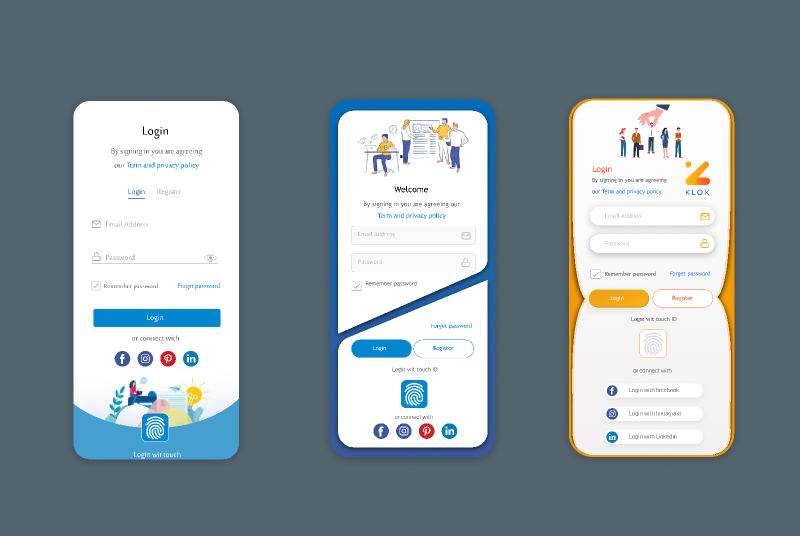 Login
By signing in you are agreeing
our Term and privacy policy
Login Register
Email Address
Password
Remember password Forget password
Login
or connect with
Login wit touch
Welcome
By signing in you are agreeing our
Term and privacy policy
Email Address
Password
Remember password
Forget password
Login Register
Login wit touch ID
or connect with
Login
By signing in you are agreeing
our Term and privacy policy
KLOK
Email Address
Password
Remember password Forget password
Login Register
Login wit touch ID
or connect with
Login with facebook
Login with Instagram
Login with Linkedin